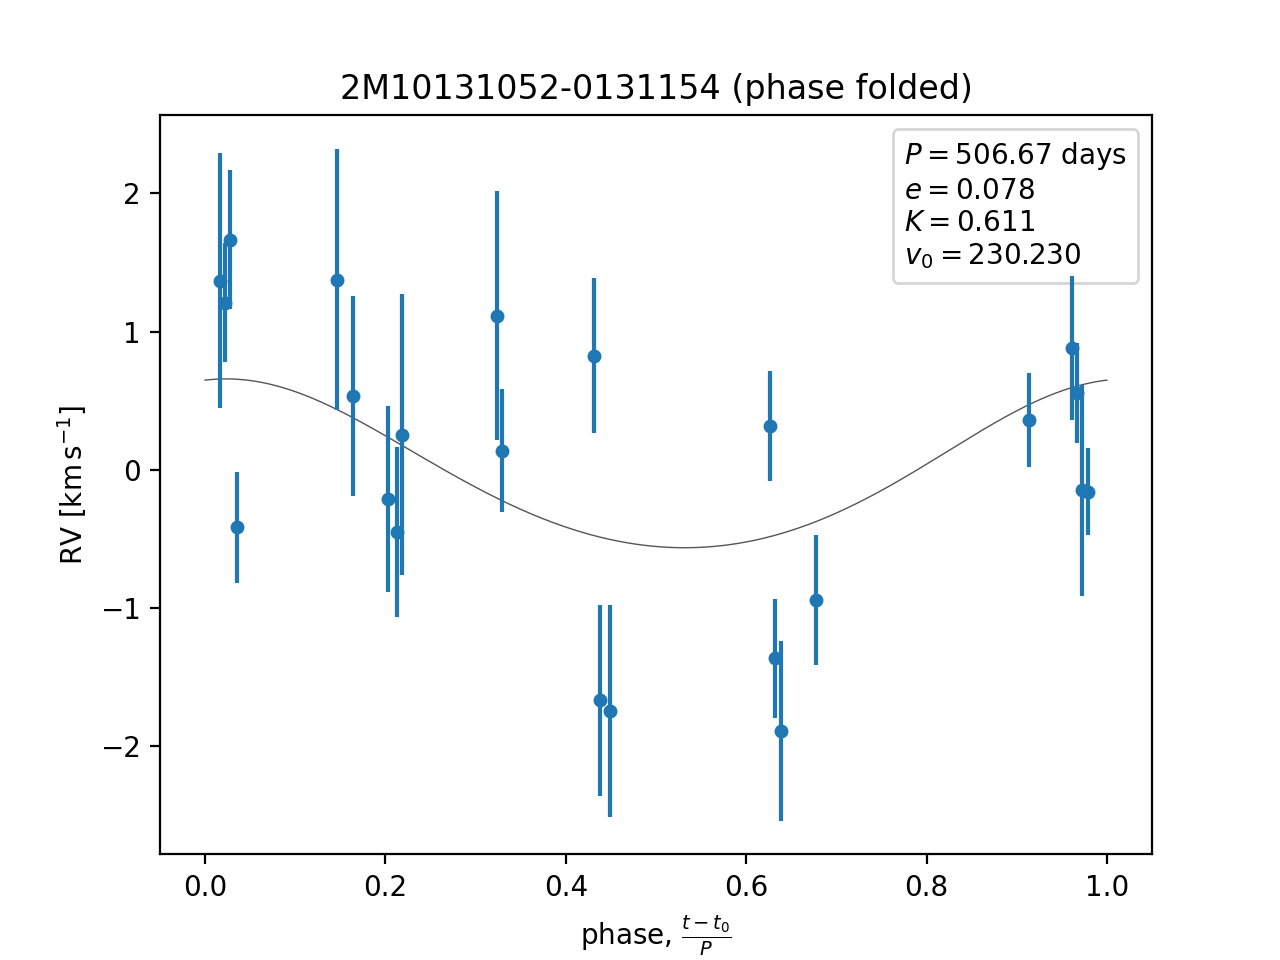 2M10131052-0131154 (phase folded)
P = 506.67 days
e = 0.078
K = 0.611
v₀ = 230.230
RV [km s⁻¹]
2
1
0
−1
−2
0.0 0.2 0.4 0.6 0.8 1.0
phase, (t − t₀)/P